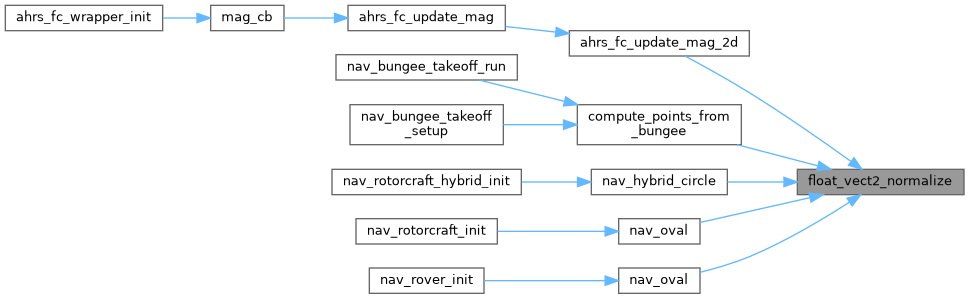 ahrs_fc_wrapper_init
mag_cb
ahrs_fc_update_mag
ahrs_fc_update_mag_2d
nav_bungee_takeoff_run
nav_bungee_takeoff
_setup
compute_points_from
_bungee
float_vect2_normalize
nav_rotorcraft_hybrid_init
nav_hybrid_circle
nav_rotorcraft_init
nav_oval
nav_rover_init
nav_oval